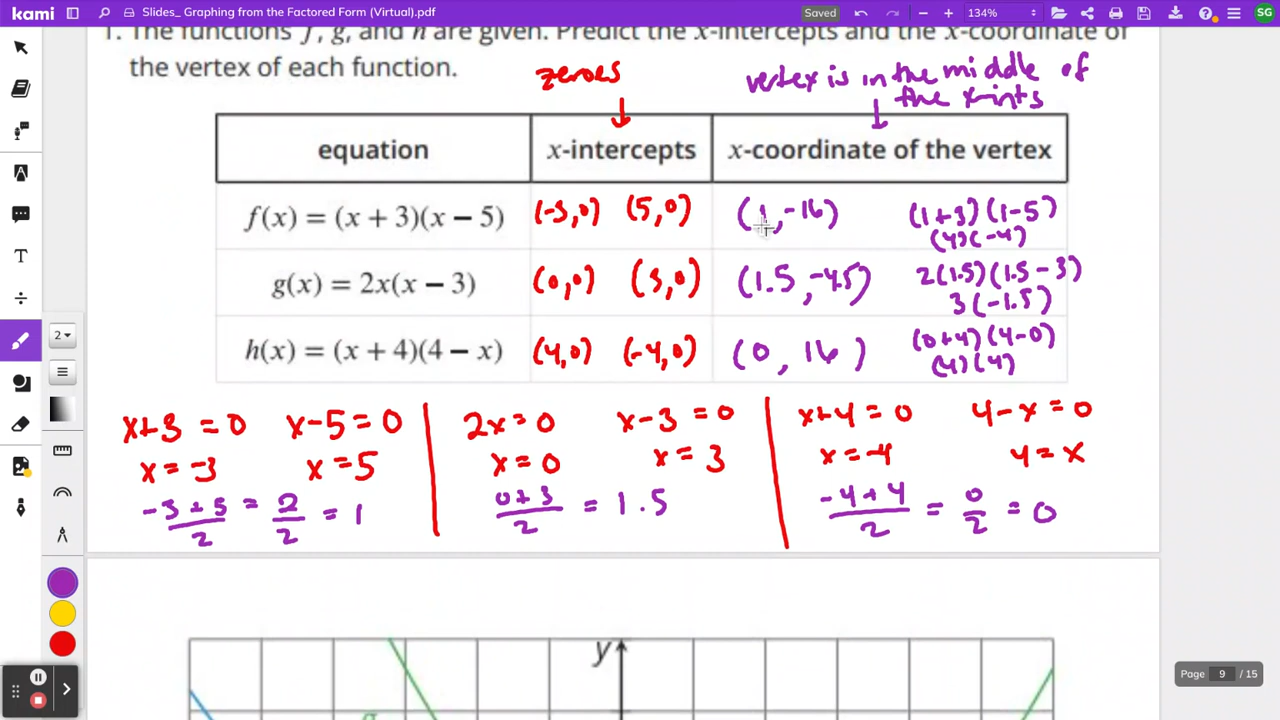 kami
Slides_ Graphing from the Factored Form (Virtual).pdf
Saved
134%
SG
1. The functions f, g, and h are given. Predict the x-intercepts and the x-coordinate of
the vertex of each function.
zeroes
vertex is in the middle of
the x-ints
equation x-intercepts x-coordinate of the vertex
f(x) = (x + 3)(x − 5) (-3,0) (5,0) (1,-16) (1+3)(1-5)
(4)(-4)
g(x) = 2x(x − 3) (0,0) (3,0) (1.5,-4.5) 2(1.5)(1.5-3)
3(-1.5)
h(x) = (x + 4)(4 − x) (4,0) (-4,0) (0, 16) (0+4)(4-0)
(4)(4)
x+3 = 0 x-5=0 2x=0 x-3 = 0 x+4 = 0 4-x=0
x=-3 x=5 x=0 x=3 x=-4 4=x
-3+5/2 = 2/2 = 1 0+3/2 = 1.5 -4+4/2 = 0/2 = 0
y
g
2
Page 9 / 15